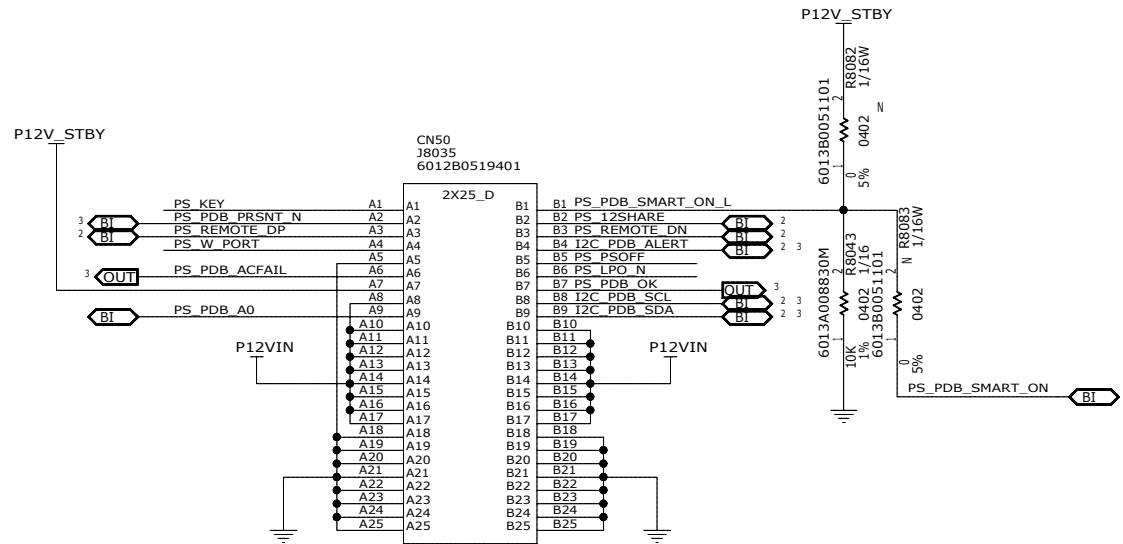 P12V_STBY
R8082
1/16W
2
N
6013B0051101
0402
1
0
5%
P12V_STBY
CN50
J8035
6012B0519401
2X25_D
PS_KEY A1 A1 B1 B1 PS_PDB_SMART_ON_L
3 BI PS_PDB_PRSNT_N A2 A2 B2 B2 PS_12SHARE BI 2
2 BI PS_REMOTE_DP A3 A3 B3 B3 PS_REMOTE_DN BI 2
PS_W_PORT A4 A4 B4 B4 I2C_PDB_ALERT BI 2 3
A5 A5 B5 B5 PS_PSOFF
3 OUT PS_PDB_ACFAIL A6 A6 B6 B6 PS_LPO_N
A7 A7 B7 B7 PS_PDB_OK OUT 3
A8 A8 B8 B8 I2C_PDB_SCL BI 2 3
BI PS_PDB_A0 A9 A9 B9 B9 I2C_PDB_SDA BI 2 3
A10 A10 B10 B10
A11 A11 B11 B11
P12VIN A12 A12 B12 B12 P12VIN
A13 A13 B13 B13
A14 A14 B14 B14
A15 A15 B15 B15
A16 A16 B16 B16
A17 A17 B17 B17
A18 A18 B18 B18
A19 A19 B19 B19
A20 A20 B20 B20
A21 A21 B21 B21
A22 A22 B22 B22
A23 A23 B23 B23
A24 A24 B24 B24
A25 A25 B25 B25
6013A008830M
R8043
1/16
2
0402
1
10K
1%
R8083
1/16W
N
2
6013B0051101
0402
1
0
5%
PS_PDB_SMART_ON BI